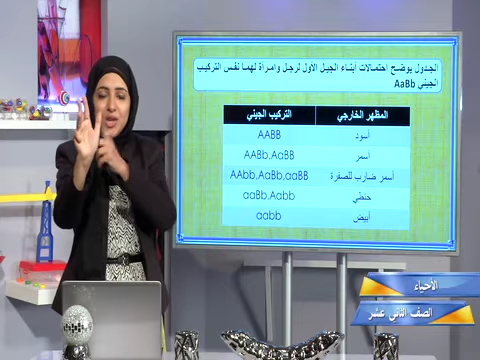 الجدول يوضح احتمالات أبناء الجيل الاول لرجل وامرأة لهما نفس التركيب
الجيني AaBb
المظهر الخارجي التركيب الجيني
أسود AABB
أسمر AABb,AaBB
أسمر ضارب للصفرة AAbb,AaBb,aaBB
حنطي aaBb,Aabb
أبيض aabb
الأحياء
الصف الثاني عشر